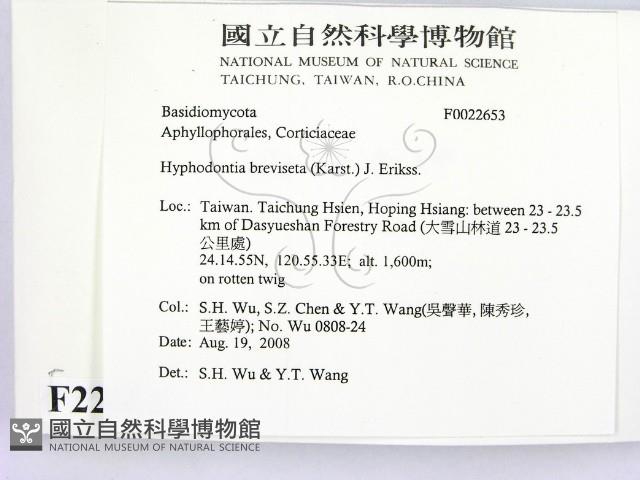 國立自然科學博物館
NATIONAL MUSEUM OF NATURAL SCIENCE
TAICHUNG, TAIWAN, R.O.CHINA
Basidiomycota F0022653
Aphyllophorales, Corticiaceae
Hyphodontia breviseta (Karst.) J. Erikss.
Loc.: Taiwan. Taichung Hsien, Hoping Hsiang: between 23 - 23.5
km of Dasyueshan Forestry Road (大雪山林道 23 - 23.5
公里處)
24.14.55N, 120.55.33E; alt. 1,600m;
on rotten twig
Col.: S.H. Wu, S.Z. Chen & Y.T. Wang(吳聲華, 陳秀珍,
王藝婷); No. Wu 0808-24
Date: Aug. 19, 2008
Det.: S.H. Wu & Y.T. Wang
F22
國立自然科學博物館
NATIONAL MUSEUM OF NATURAL SCIENCE